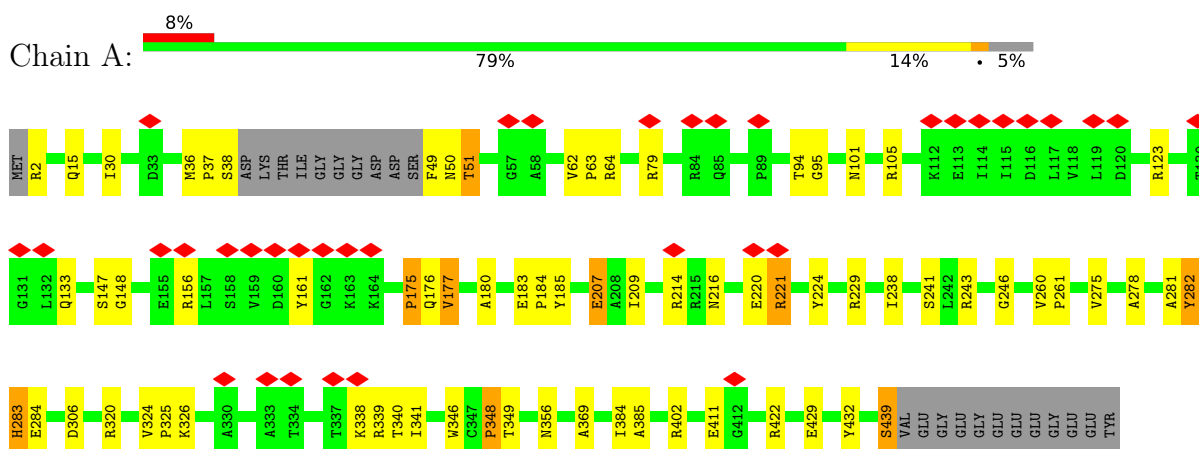 8%
Chain A:
79%
14%
•
5%
MET R2 Q15 I30 D33 M36 P37 S38 ASP LYS THR ILE GLY GLY GLY ASP ASP SER F49 N50 T51 G57 A58 V62 P63 R64 R79 R84 Q85 P89 T94 G95 N101 R105 K112 E113 I114 I115 D116 L117 V118 L119 D120 R123
G131 L132 Q133 S147 G148 E155 R156 L157 S158 V159 D160 Y161 G162 K163 K164 P175 Q176 V177 A180 E183 P184 Y185 E207 A208 I209 R214 R215 N216 E220 R221 Y224 R229 I238 S241 L242 R243 G246 V260 P261 V275 A278 A281 Y282
H283 E284 D306 R320 V324 P325 K326 A330 A333 T334 T337 K338 R339 T340 I341 W346 C347 P348 T349 N356 A369 I384 A385 R402 E411 G412 R422 E429 Y432 S439 VAL GLU GLY GLU GLU GLY GLU GLU GLU GLY GLU GLU TYR